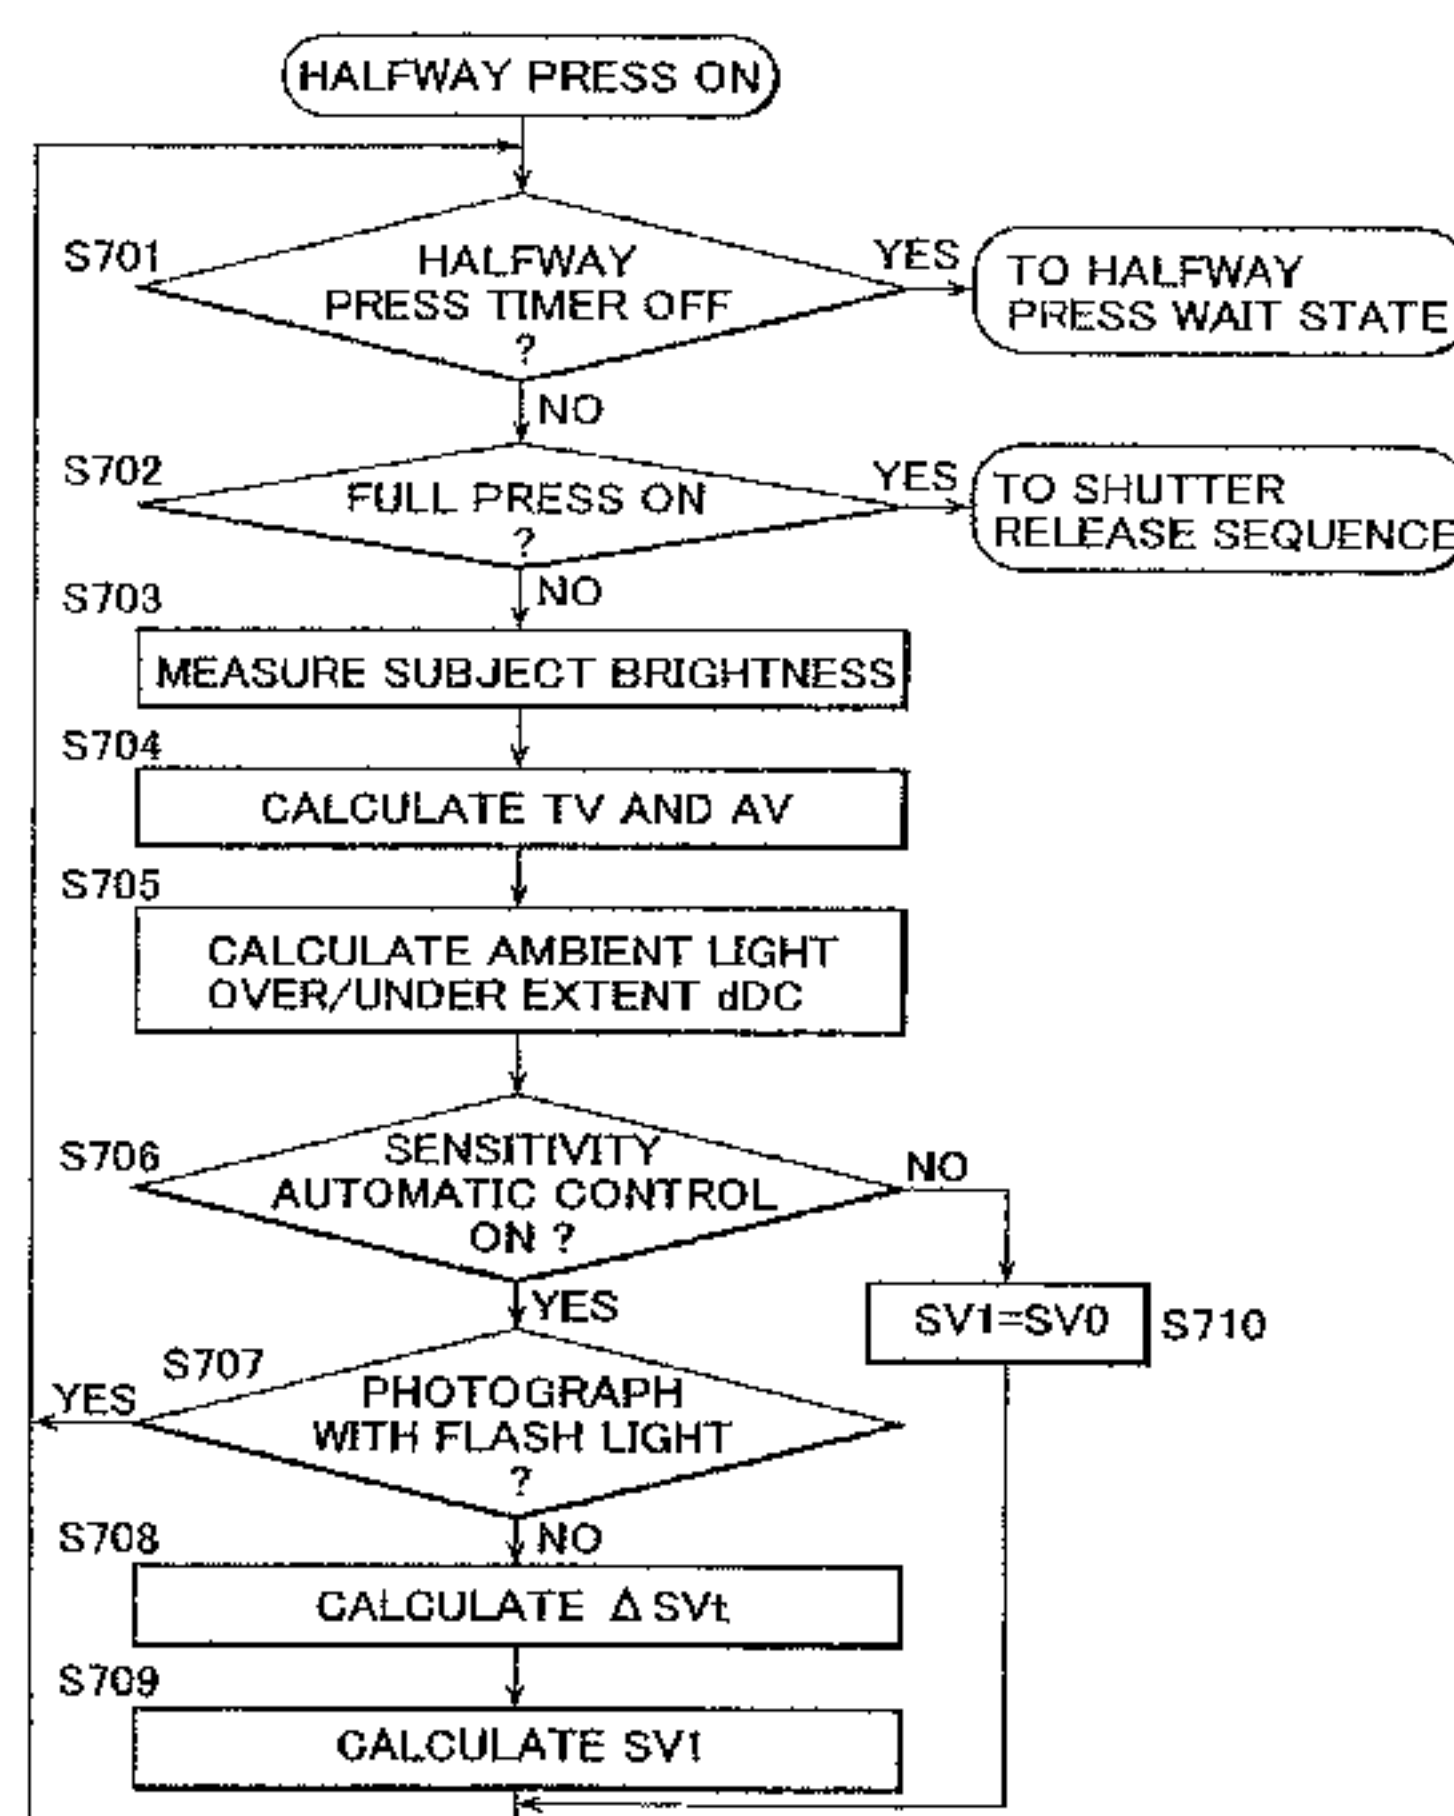 HALFWAY PRESS ON
S701
HALFWAY
PRESS TIMER OFF
?
YES
TO HALFWAY
PRESS WAIT STATE
NO
S702
FULL PRESS ON
?
YES
TO SHUTTER
RELEASE SEQUENCE
NO
S703
MEASURE SUBJECT BRIGHTNESS
S704
CALCULATE TV AND AV
S705
CALCULATE AMBIENT LIGHT
OVER/UNDER EXTENT dDC
S706
SENSITIVITY
AUTOMATIC CONTROL
ON ?
NO
YES
SV1=SV0
S710
S707
YES
PHOTOGRAPH
WITH FLASH LIGHT
?
NO
S708
CALCULATE Δ SVt
S709
CALCULATE SV1